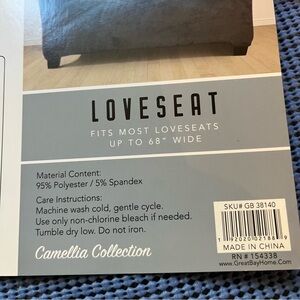 LOVESEAT
FITS MOST LOVESEATS
UP TO 68" WIDE
Material Content:
95% Polyester / 5% Spandex
Care Instructions:
Machine wash cold, gentle cycle.
Use only non-chlorine bleach if needed.
Tumble dry low. Do not iron.
Camellia Collection
SKU# GB 38140
MADE IN CHINA
RN # 154338
www.GreatBayHome.Com